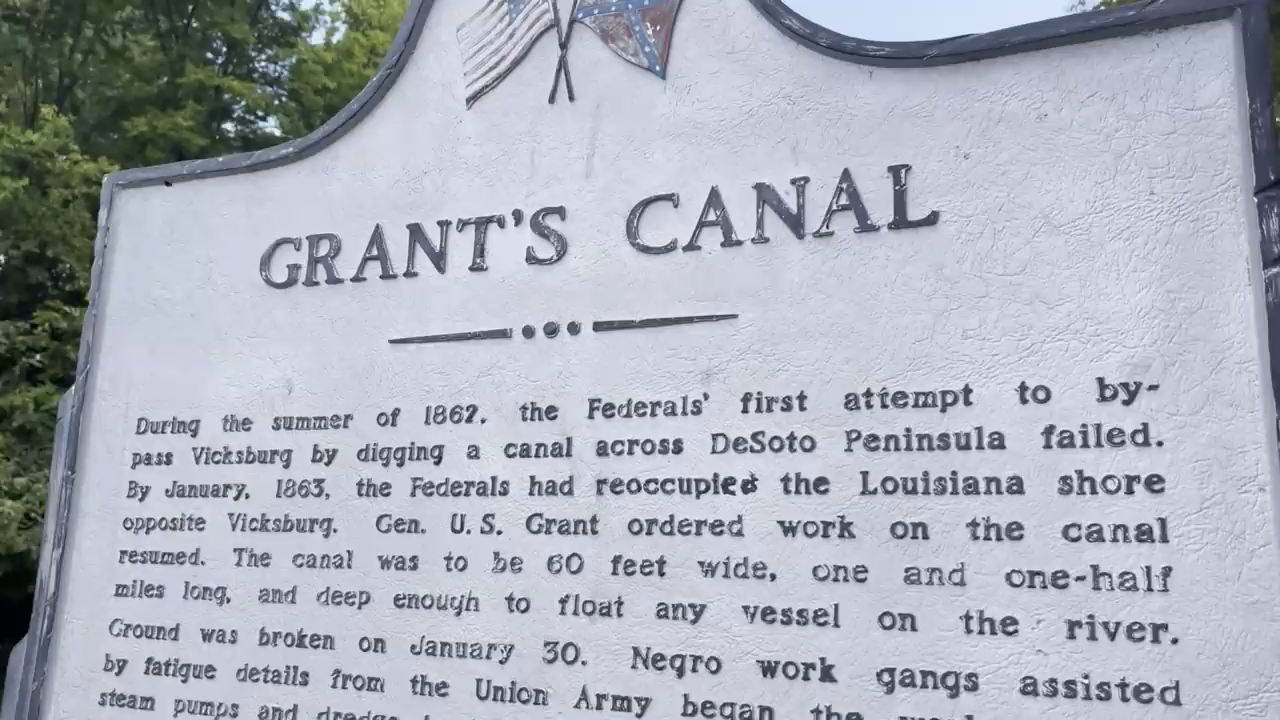 GRANT'S CANAL
During the summer of 1862, the Federals' first attempt to by-
pass Vicksburg by digging a canal across DeSoto Peninsula failed.
By January, 1863, the Federals had reoccupied the Louisiana shore
opposite Vicksburg. Gen. U. S. Grant ordered work on the canal
resumed. The canal was to be 60 feet wide, one and one-half
miles long, and deep enough to float any vessel on the river.
Ground was broken on January 30. Negro work gangs assisted
by fatigue details from the Union Army began the
steam pumps and